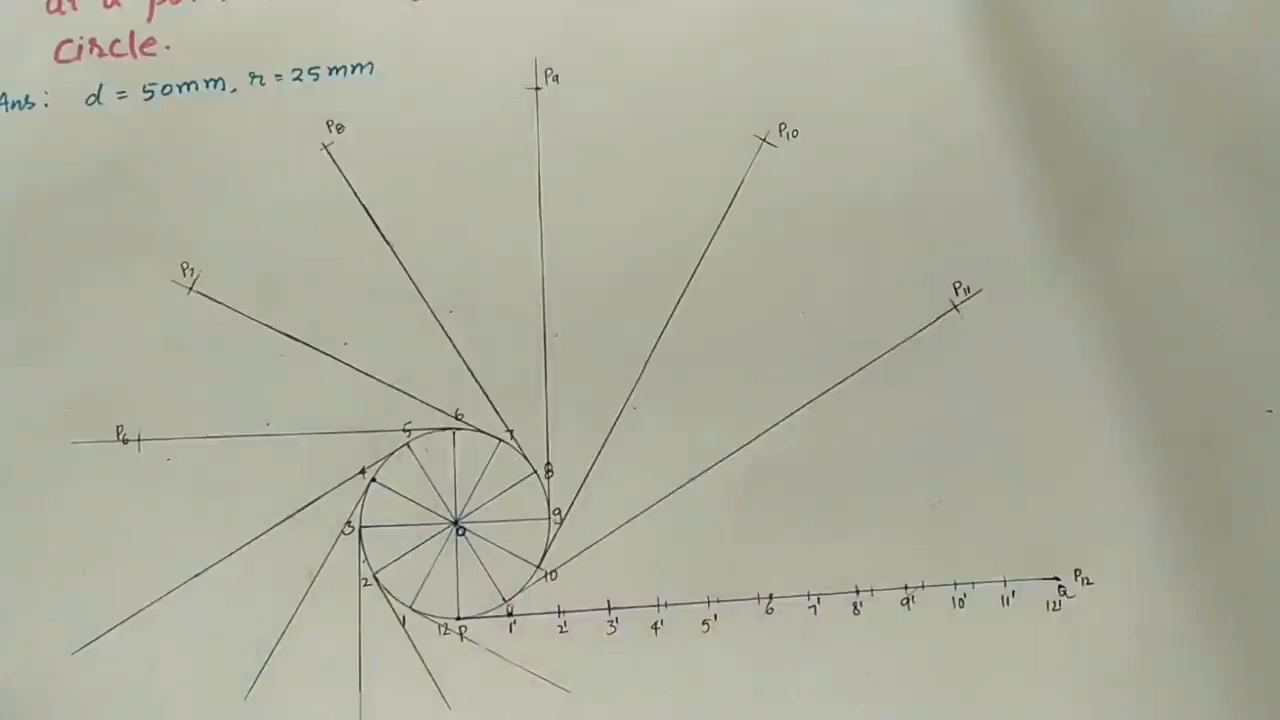 circle.
Ans: d = 50mm, r = 25mm
P9
P8
P10
P7
P11
P6
6
5
7
4
8
3
9
0
2
10
1
12 P
1' 2' 3' 4' 5' 6 7' 8' 9' 10' 11' 12'
Q
P12